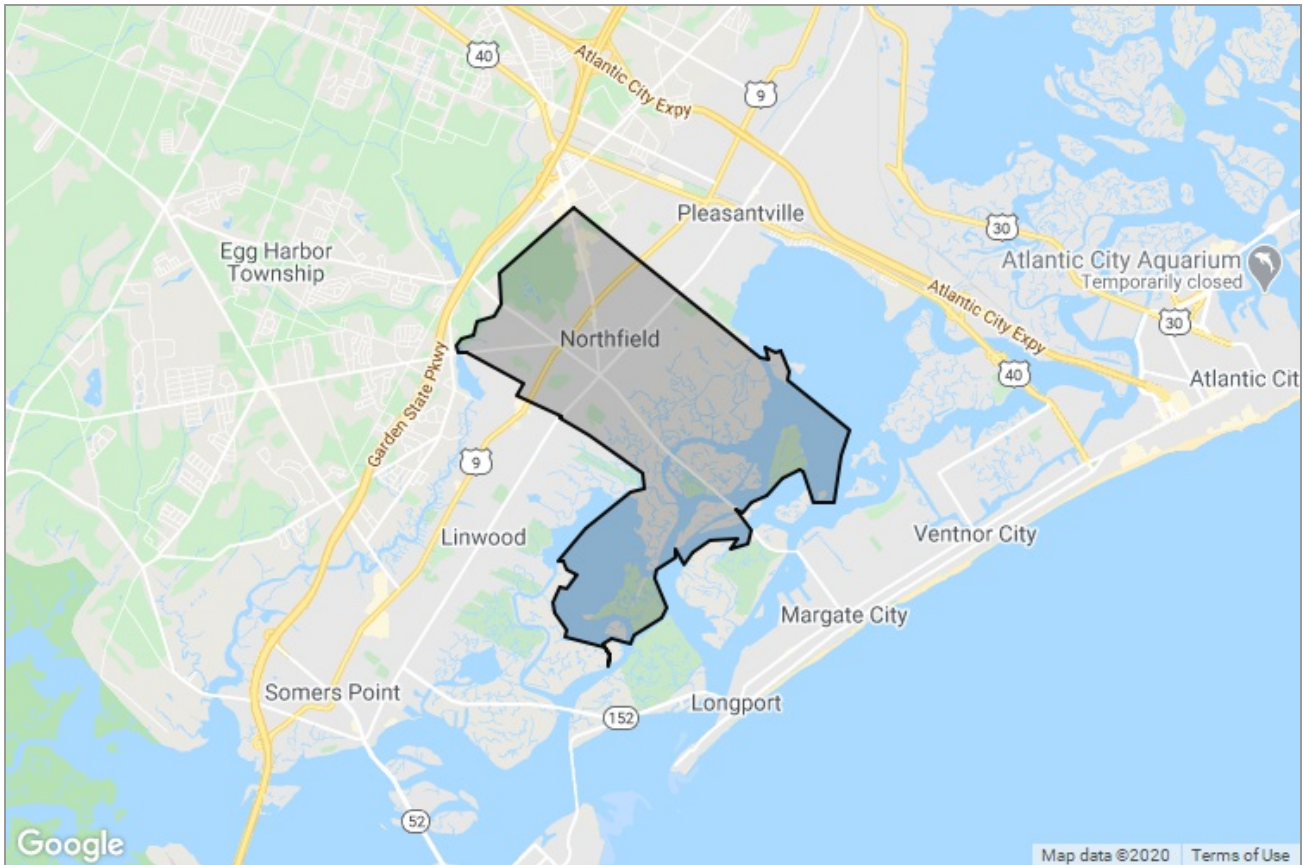 40
Atlantic City Expy
9
Pleasantville
30
Egg Harbor
Township
Atlantic City Aquarium
Temporarily closed
Atlantic City Expy
30
Northfield
40
Atlantic Cit
Garden State Pkwy
9
Linwood
Ventnor City
Margate City
Somers Point
Longport
152
52
Google
Map data ©2020
Terms of Use